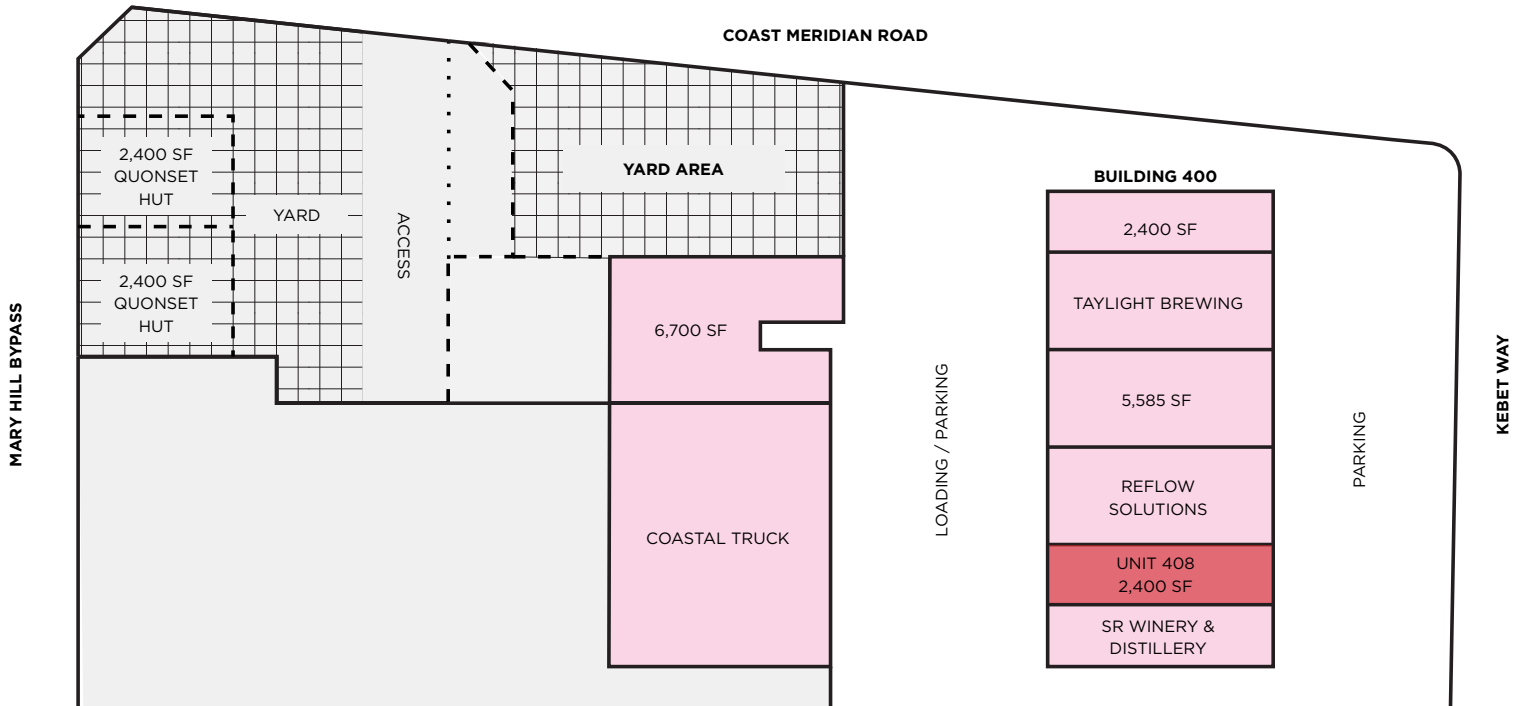 COAST MERIDIAN ROAD
2,400 SF
QUONSET
HUT
YARD
ACCESS
2,400 SF
QUONSET
HUT
YARD AREA
6,700 SF
COASTAL TRUCK
MARY HILL BYPASS
LOADING / PARKING
BUILDING 400
2,400 SF
TAYLIGHT BREWING
5,585 SF
REFLOW
SOLUTIONS
UNIT 408
2,400 SF
SR WINERY &
DISTILLERY
PARKING
KEBET WAY